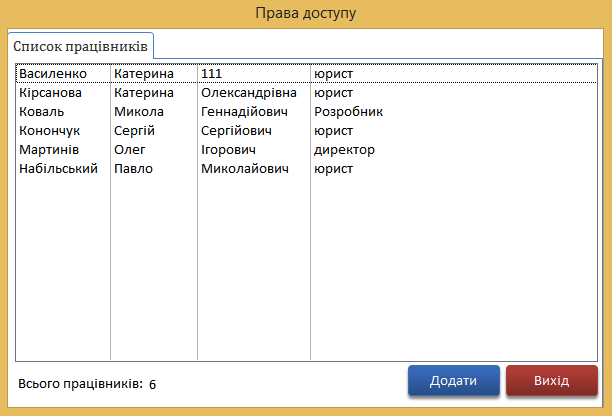 Права доступу
Список працівників
Василенко Катерина 111 юрист
Кірсанова Катерина Олександрівна юрист
Коваль Микола Геннадійович Розробник
Конончук Сергій Сергійович юрист
Мартинів Олег Ігорович директор
Набільський Павло Миколайович юрист
Всього працівників: 6
Додати
Вихід